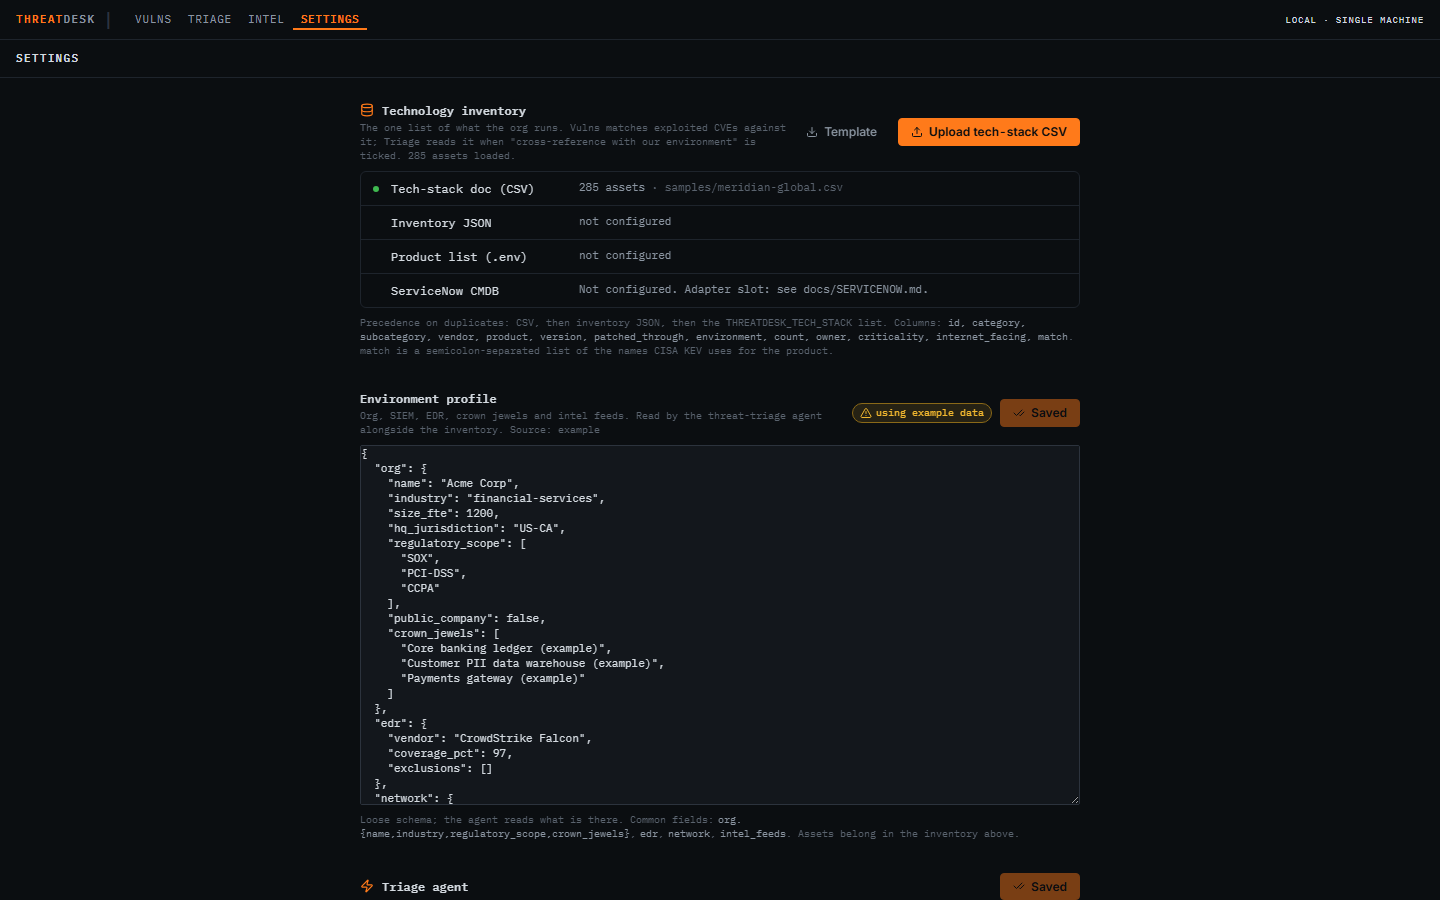 THREATDESK
VULNS TRIAGE INTEL SETTINGS
LOCAL · SINGLE MACHINE
SETTINGS
Technology inventory
The one list of what the org runs. Vulns matches exploited CVEs against
it; Triage reads it when "cross-reference with our environment" is
ticked. 285 assets loaded.
Template
Upload tech-stack CSV
Tech-stack doc (CSV) 285 assets · samples/meridian-global.csv
Inventory JSON not configured
Product list (.env) not configured
ServiceNow CMDB Not configured. Adapter slot: see docs/SERVICENOW.md.
Precedence on duplicates: CSV, then inventory JSON, then the THREATDESK_TECH_STACK list. Columns: id, category,
subcategory, vendor, product, version, patched_through, environment, count, owner, criticality, internet_facing, match.
match is a semicolon-separated list of the names CISA KEV uses for the product.
Environment profile
Org, SIEM, EDR, crown jewels and intel feeds. Read by the threat-triage agent
alongside the inventory. Source: example
using example data
Saved
{
"org": {
"name": "Acme Corp",
"industry": "financial-services",
"size_fte": 1200,
"hq_jurisdiction": "US-CA",
"regulatory_scope": [
"SOX",
"PCI-DSS",
"CCPA"
],
"public_company": false,
"crown_jewels": [
"Core banking ledger (example)",
"Customer PII data warehouse (example)",
"Payments gateway (example)"
]
},
"edr": {
"vendor": "CrowdStrike Falcon",
"coverage_pct": 97,
"exclusions": []
},
"network": {
Loose schema; the agent reads what is there. Common fields: org.
{name,industry,regulatory_scope,crown_jewels}, edr, network, intel_feeds. Assets belong in the inventory above.
Triage agent
Saved